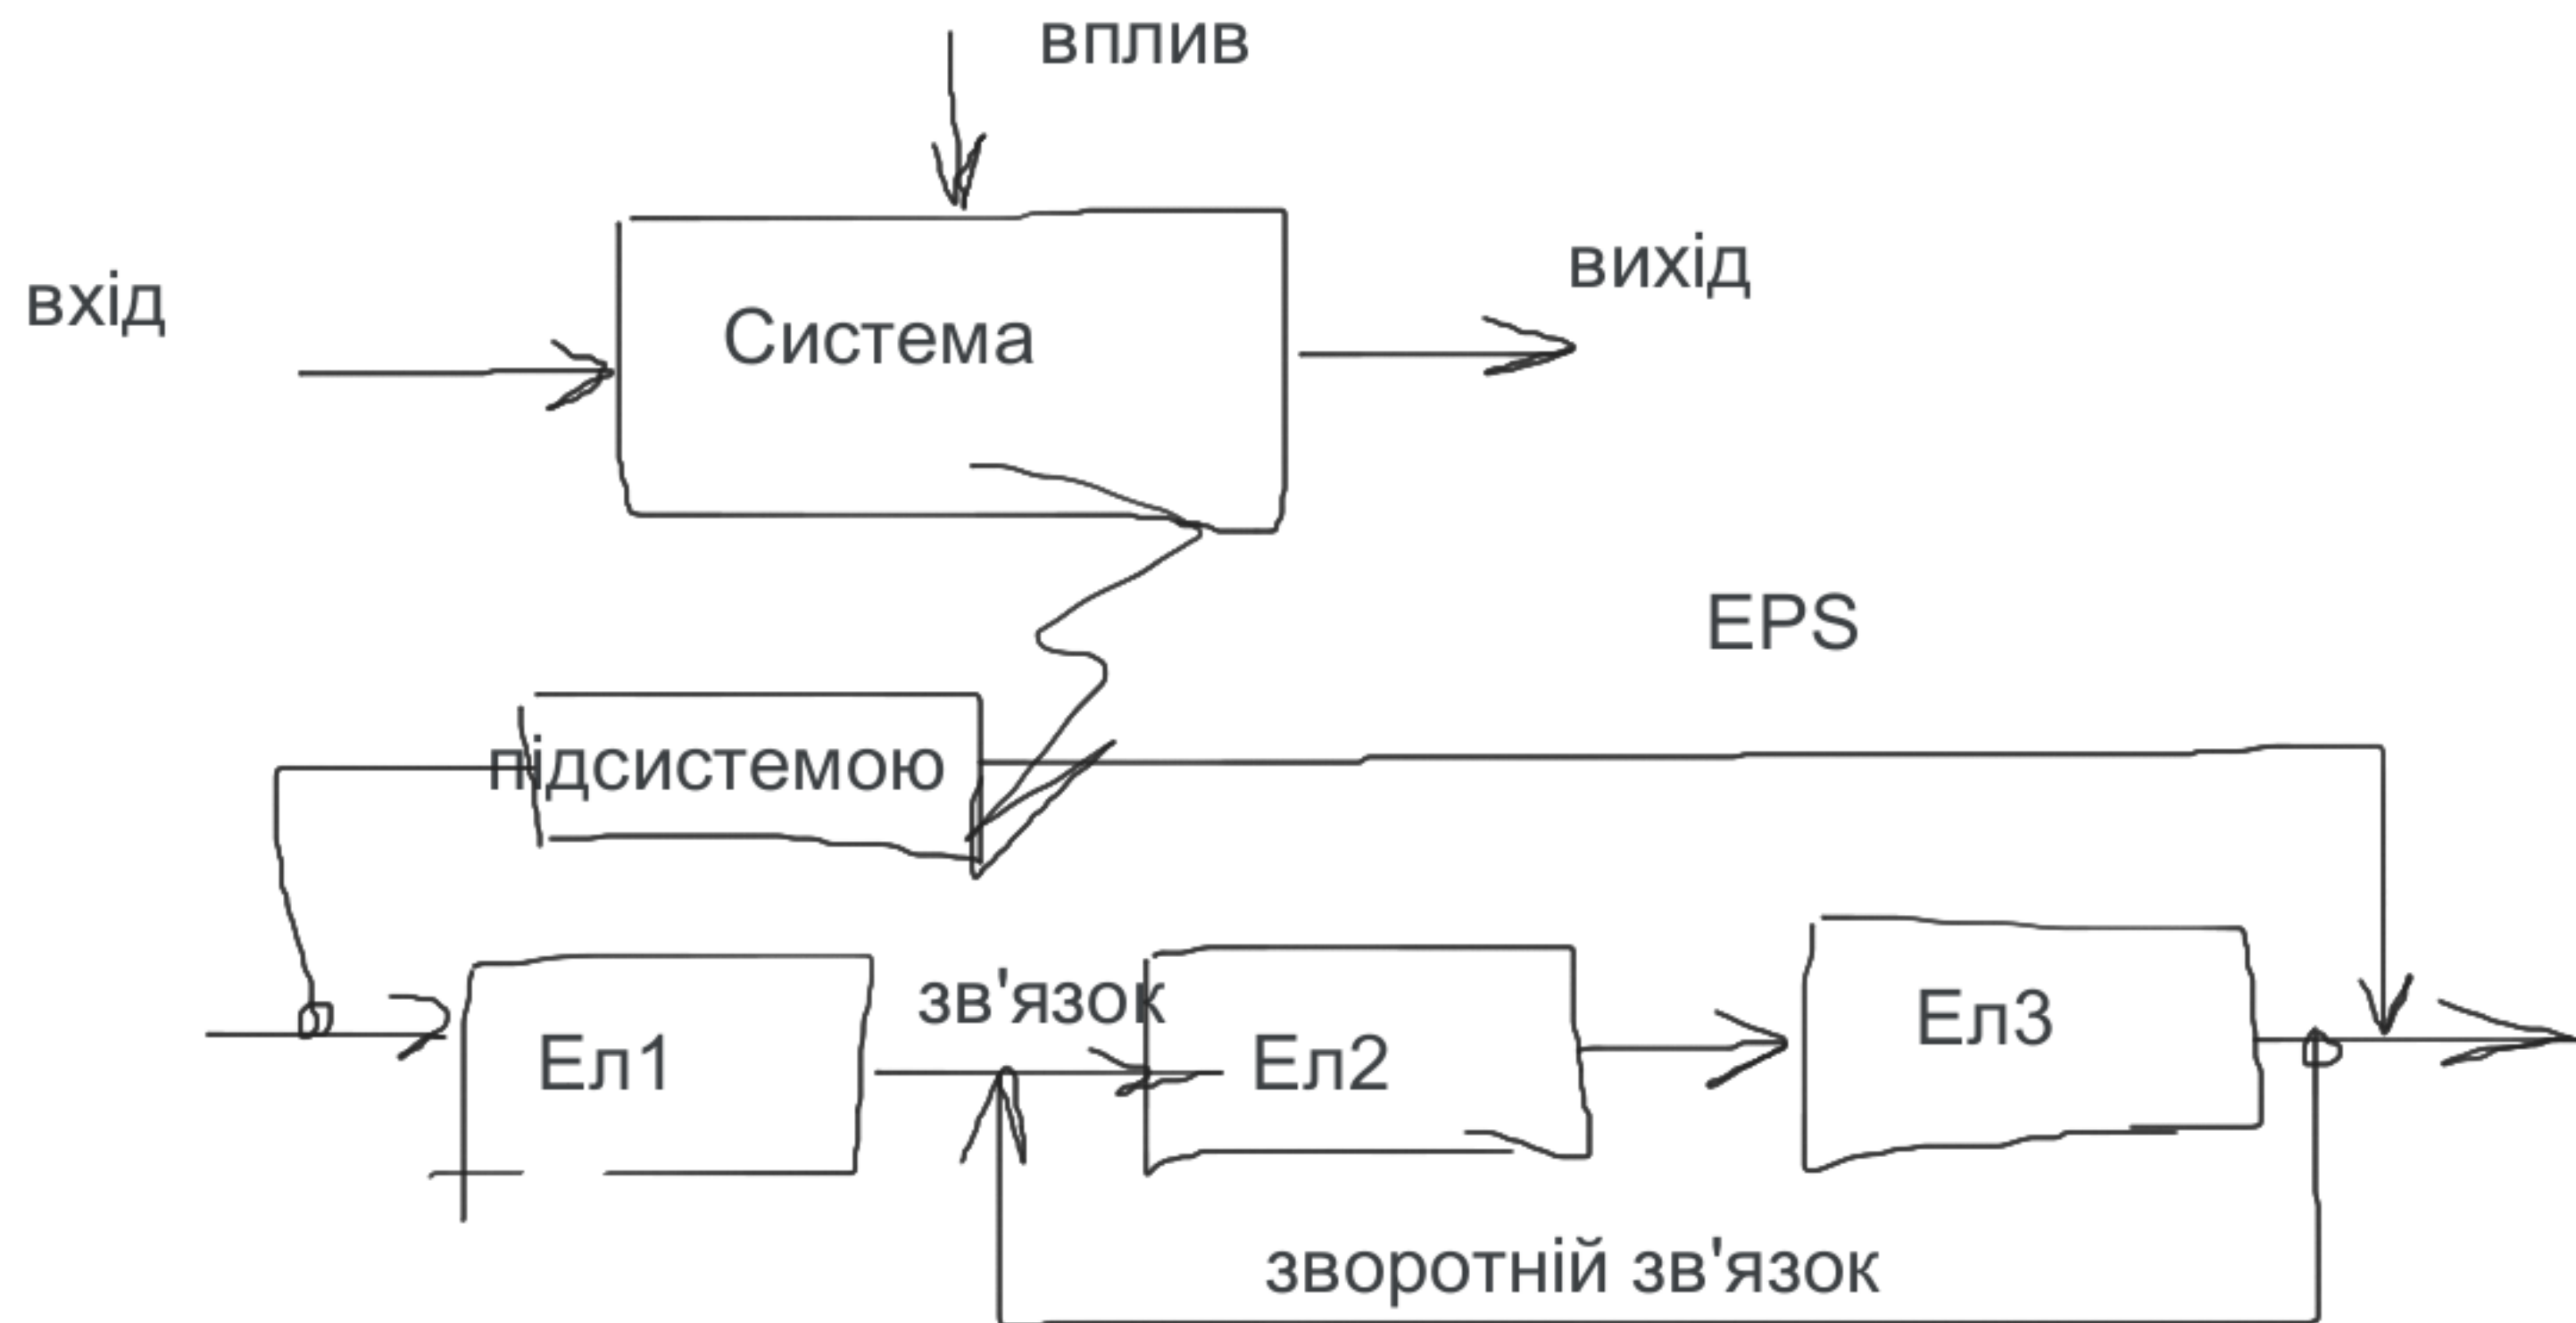 вплив
вхід
вихід
Система
EPS
підсистемою
зв'язок
Ел1
Ел2
Ел3
зворотній зв'язок